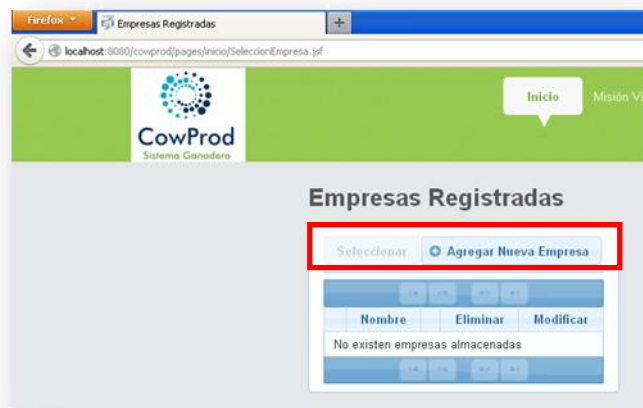 Firefox
Empresas Registradas
localhost:8080/cowprod/pages/inicio/SeleccionEmpresa.jsf
CowProd
Sistema Ganadero
Inicio Misión Vi
Empresas Registradas
Seleccionar Agregar Nueva Empresa
Nombre Eliminar Modificar
No existen empresas almacenadas